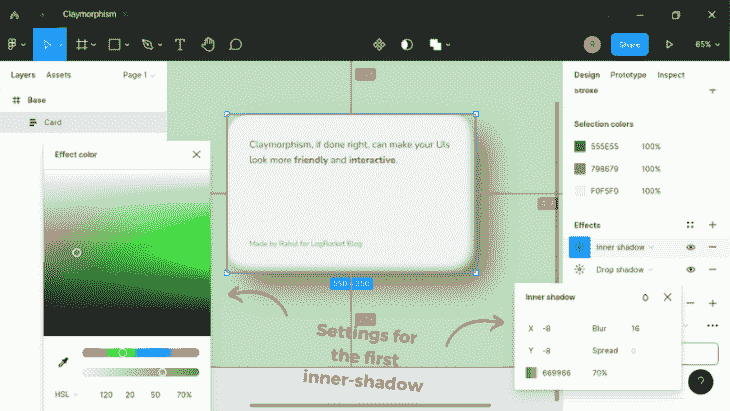 Claymorphism
Share
65%
Layers Assets Page 1
Base
Card
Effect color
HSL 120 20 50 70%
Claymorphism, if done right, can make your UIs
look more friendly and interactive.
Made by Rahul for LogRocket Blog
550 x 350
Settings for
the first
inner-shadow
Design Prototype Inspect
Stroke
Selection colors
555E55 100%
798679 100%
F0F5F0 100%
Effects
Inner shadow
Drop shadow
Inner shadow
X -8 Blur 16
Y -8 Spread 0
669966 70%
?